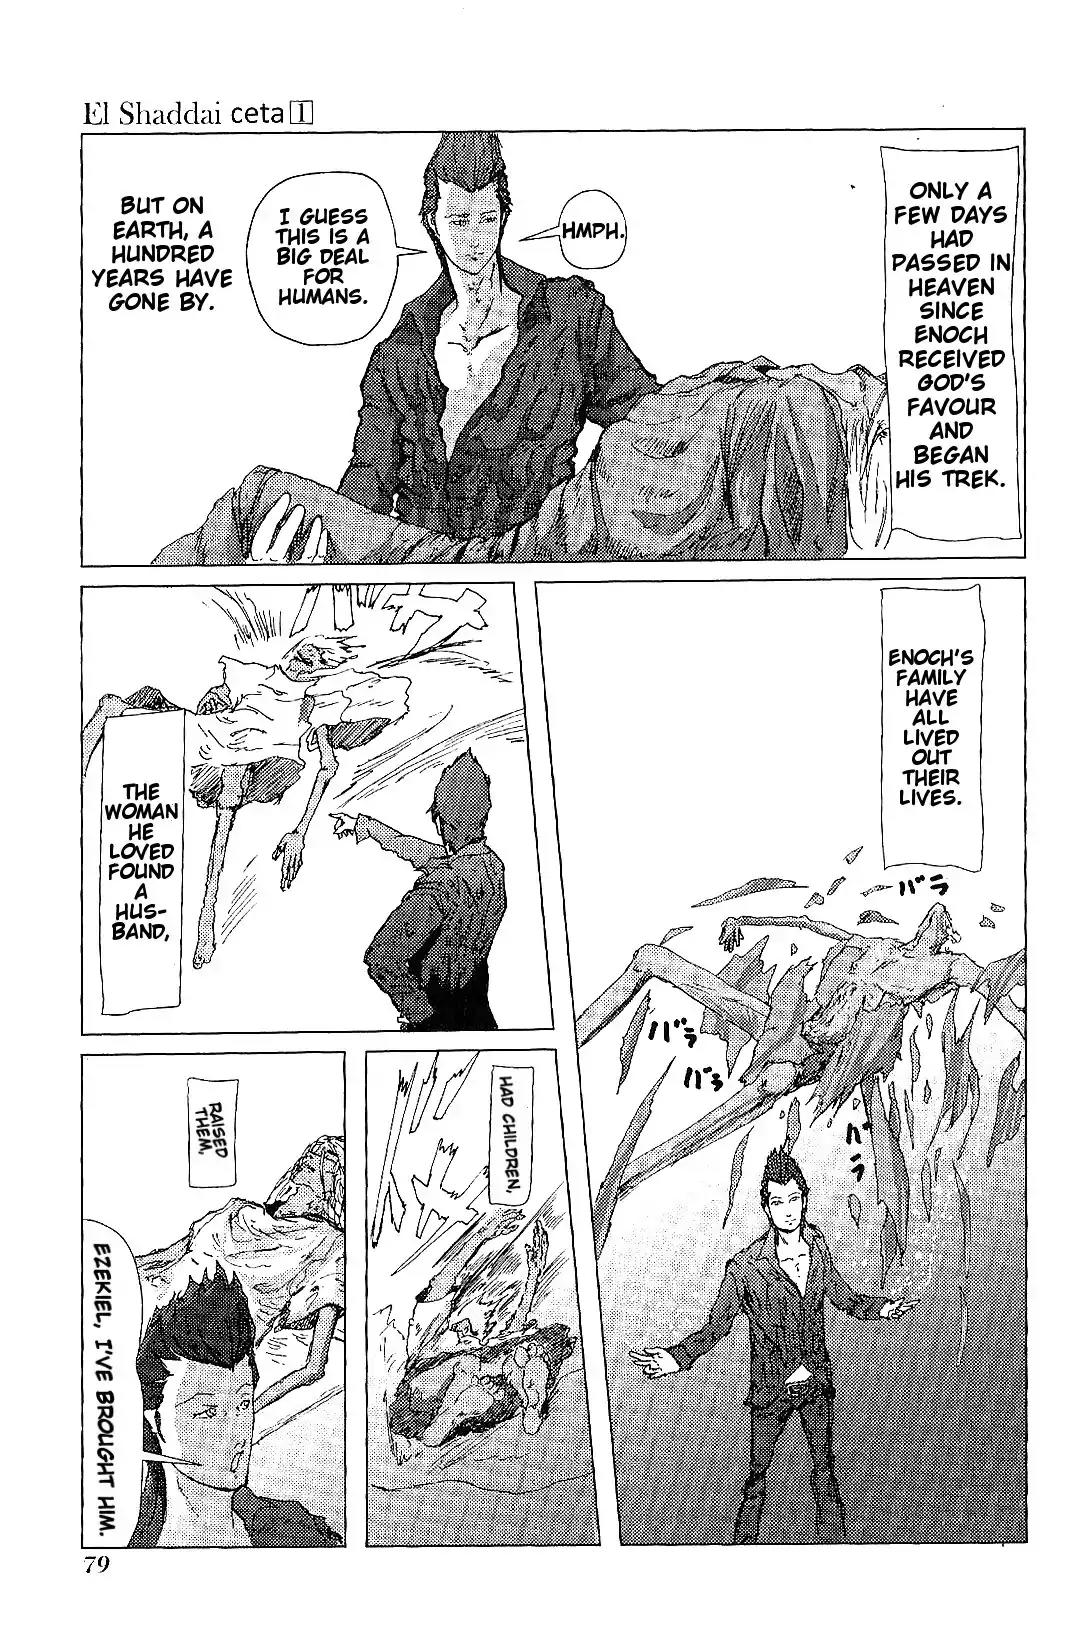 El Shaddai ceta 1
ONLY A
FEW DAYS
HAD
PASSED IN
HEAVEN
SINCE
ENOCH
RECEIVED
GOD'S
FAVOUR
AND
BEGAN
HIS TREK.
HMPH.
I GUESS
THIS IS A
BIG DEAL
FOR
HUMANS.
BUT ON
EARTH, A
HUNDRED
YEARS HAVE
GONE BY.
ENOCH'S
FAMILY
HAVE
ALL
LIVED
OUT
THEIR
LIVES.
バラ
バラ
バラ
バラ
THE
WOMAN
HE
LOVED
FOUND
A
HUS-
BAND,
HAD CHILDREN,
RAISED
THEM,
EZEKIEL, I'VE BROUGHT HIM.
79